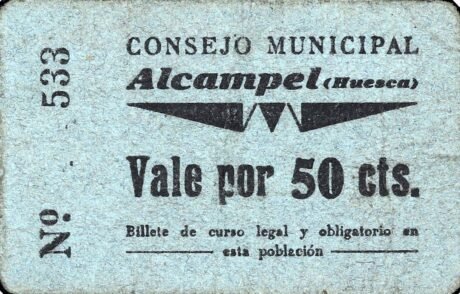 Nº 533
CONSEJO MUNICIPAL
Alcampel (Huesca)
Vale por 50 cts.
Billete de curso legal y obligatorio en
esta población